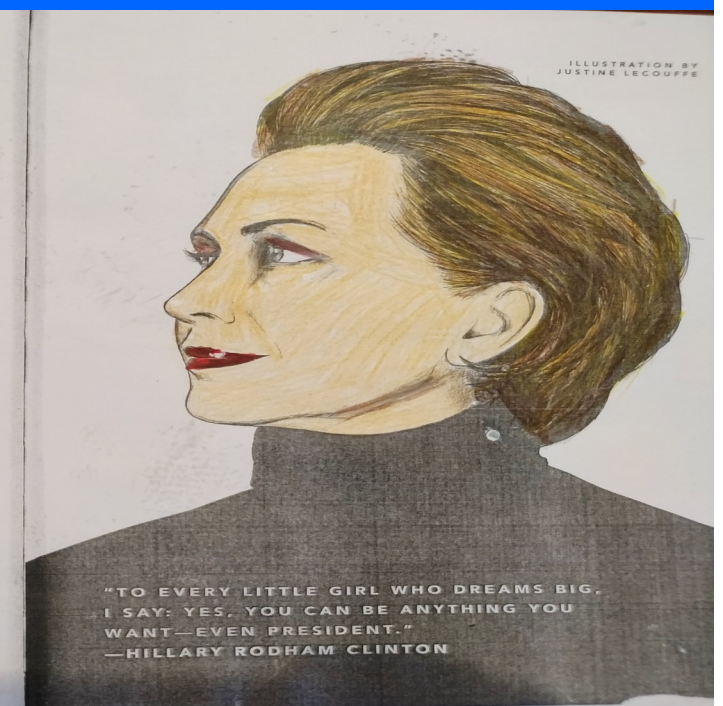 ILLUSTRATION BY
JUSTINE LECOUFFE
"TO EVERY LITTLE GIRL WHO DREAMS BIG,
I SAY: YES, YOU CAN BE ANYTHING YOU
WANT—EVEN PRESIDENT."
—HILLARY RODHAM CLINTON